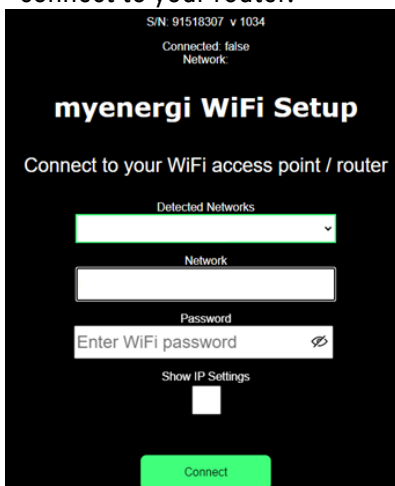 connect to your router.
S/N: 91518307 v 1034
Connected: false
Network:
myenergi WiFi Setup
Connect to your WiFi access point / router
Detected Networks
Network
Password
Enter WiFi password
Show IP Settings
Connect